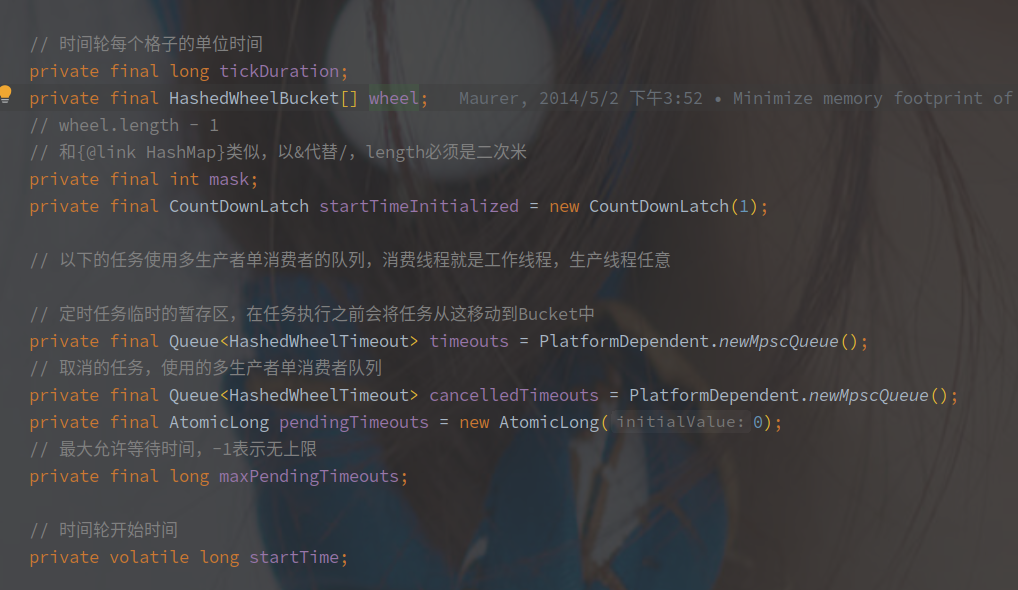 // 时间轮每个格子的单位时间
private final long tickDuration;
private final HashedWheelBucket[] wheel;   Maurer, 2014/5/2 下午3:52 • Minimize memory footprint of
// wheel.length - 1
// 和{@link HashMap}类似，以&代替/，length必须是二次米
private final int mask;
private final CountDownLatch startTimeInitialized = new CountDownLatch(1);
// 以下的任务使用多生产者单消费者的队列，消费线程就是工作线程，生产线程任意
// 定时任务临时的暂存区，在任务执行之前会将任务从这移动到Bucket中
private final Queue<HashedWheelTimeout> timeouts = PlatformDependent.newMpscQueue();
// 取消的任务，使用的多生产者单消费者队列
private final Queue<HashedWheelTimeout> cancelledTimeouts = PlatformDependent.newMpscQueue();
private final AtomicLong pendingTimeouts = new AtomicLong( initialValue: 0);
// 最大允许等待时间，-1表示无上限
private final long maxPendingTimeouts;
// 时间轮开始时间
private volatile long startTime;